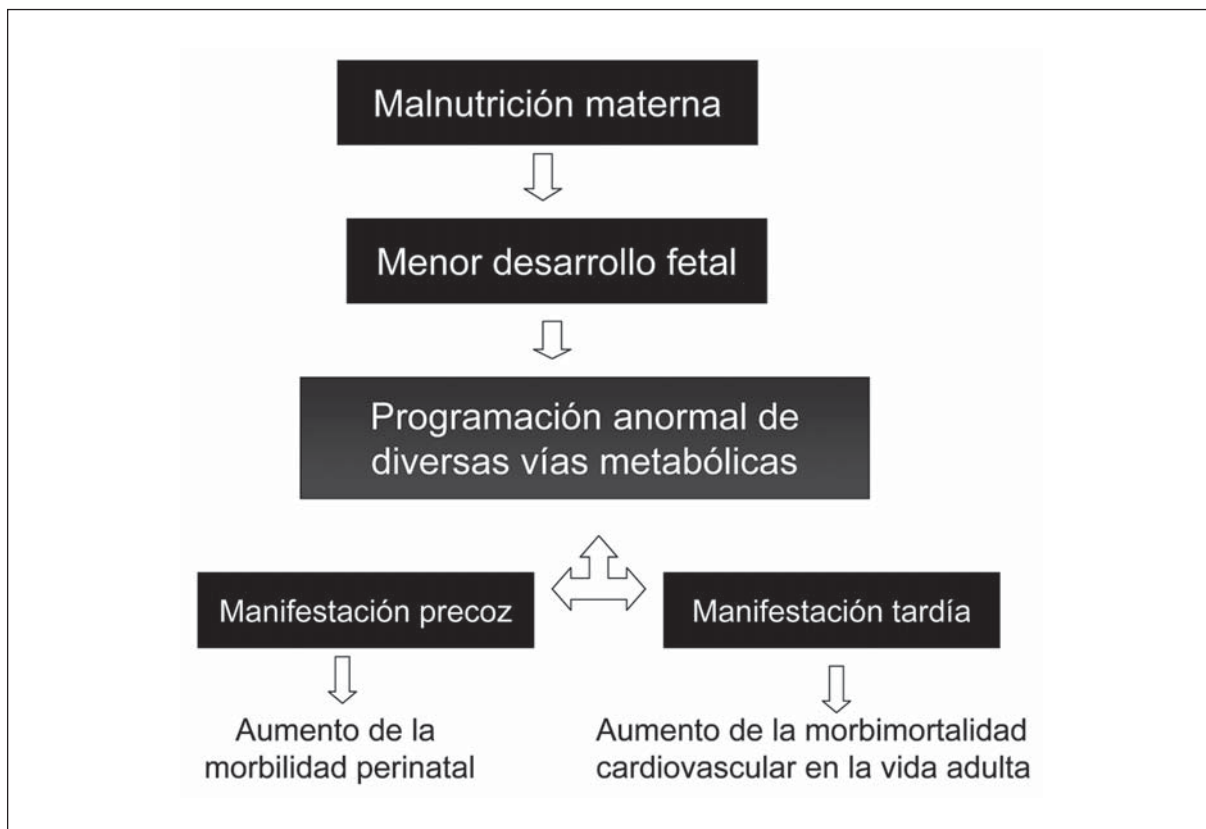 Malnutrición materna
Menor desarrollo fetal
Programación anormal de
diversas vías metabólicas
Manifestación precoz
Manifestación tardía
Aumento de la
morbilidad perinatal
Aumento de la morbimortalidad
cardiovascular en la vida adulta